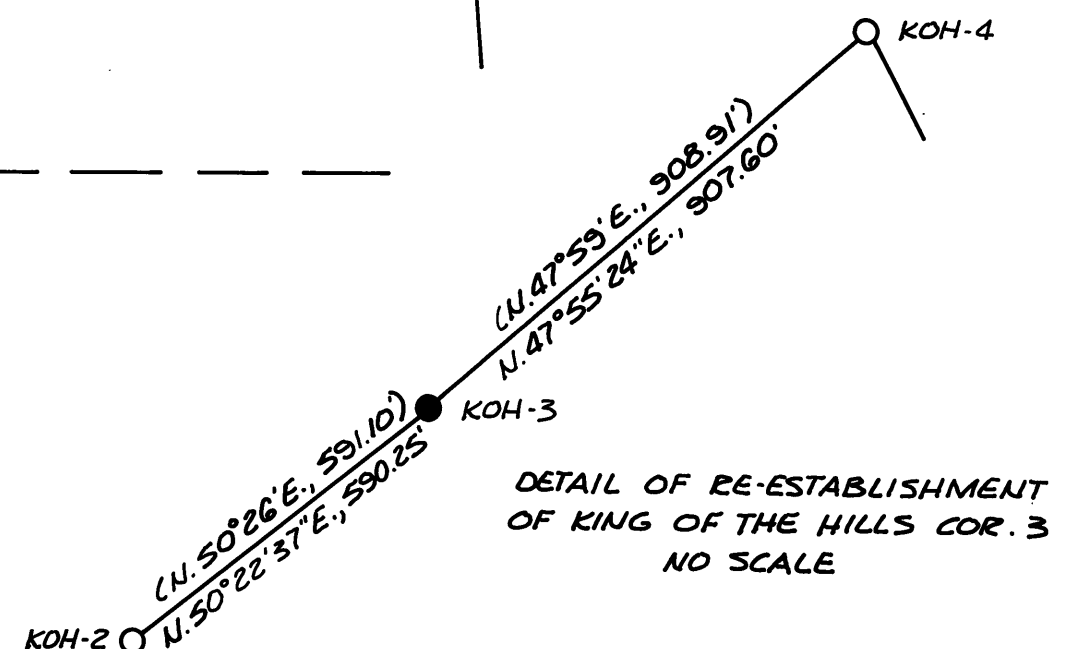 KOH-4
(N.47°59'E., 908.91')
N.47°55'24"E., 907.60'
KOH-3
(N.50°26'E., 591.10')
N.50°22'37"E., 590.25'
DETAIL OF RE-ESTABLISHMENT
OF KING OF THE HILLS COR. 3
NO SCALE
KOH-2